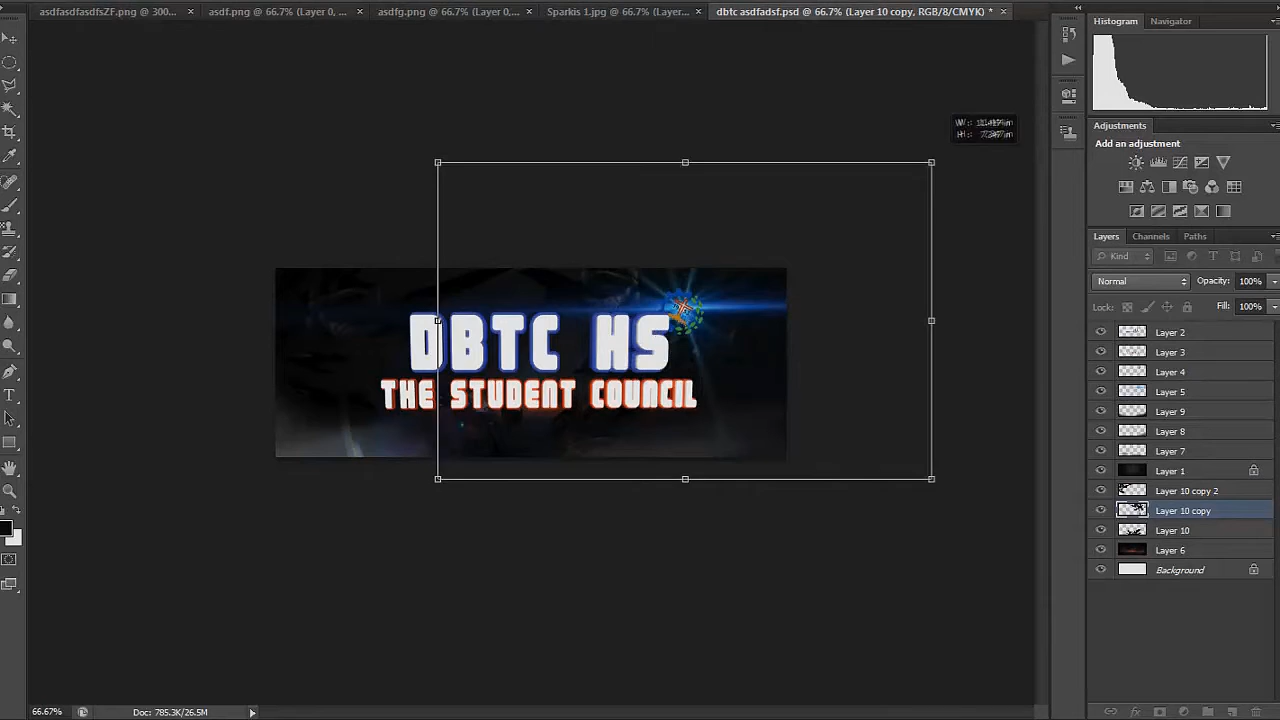 asdfasdfasdfsZF.png @ 300... ×
asdf.png @ 66.7% (Layer 0, ... ×
asdfg.png @ 66.7% (Layer 0,... ×
Sparkis 1.jpg @ 66.7% (Layer... ×
dbtc asdfadsf.psd @ 66.7% (Layer 10 copy, RGB/8/CMYK) * ×
Histogram
Navigator
W:
H:
Adjustments
Add an adjustment
DBTC HS
THE STUDENT COUNCIL
Layers
Channels
Paths
Kind
Normal
Opacity: 100%
Lock:
Fill: 100%
Layer 2
Layer 3
Layer 4
Layer 5
Layer 9
Layer 8
Layer 7
Layer 1
Layer 10 copy 2
Layer 10 copy
Layer 10
Layer 6
Background
66.67%
Doc: 785.3K/26.5M